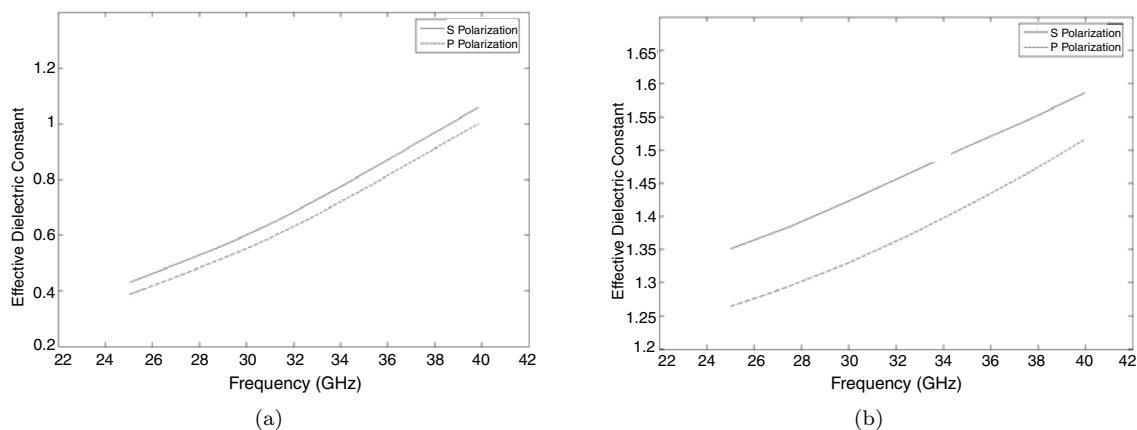 S Polarization
P Polarization
1.2
1
0.8
0.6
0.4
0.2
Effective Dielectric Constant
22 24 26 28 30 32 34 36 38 40 42
Frequency (GHz)
(a)
S Polarization
P Polarization
1.65
1.6
1.55
1.5
1.45
1.4
1.35
1.3
1.25
1.2
Effective Dielectric Constant
22 24 26 28 30 32 34 36 38 40 42
Frequency (GHz)
(b)